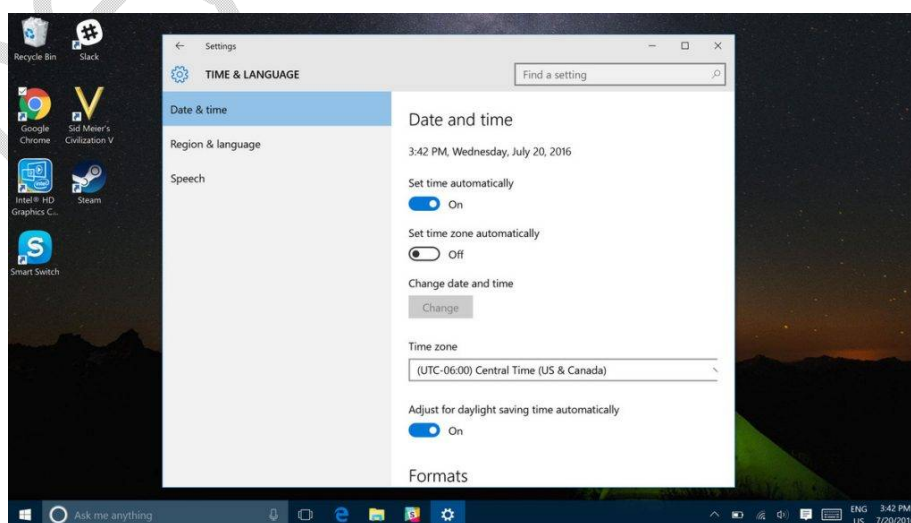 Recycle Bin
Slack
Google Chrome
Sid Meier's Civilization V
Intel® HD Graphics C...
Steam
Smart Switch
Settings
TIME & LANGUAGE
Find a setting
Date & time
Region & language
Speech
Date and time
3:42 PM, Wednesday, July 20, 2016
Set time automatically
On
Set time zone automatically
Off
Change date and time
Change
Time zone
(UTC-06:00) Central Time (US & Canada)
Adjust for daylight saving time automatically
On
Formats
Ask me anything
ENG 3:42 PM
US 7/20/201